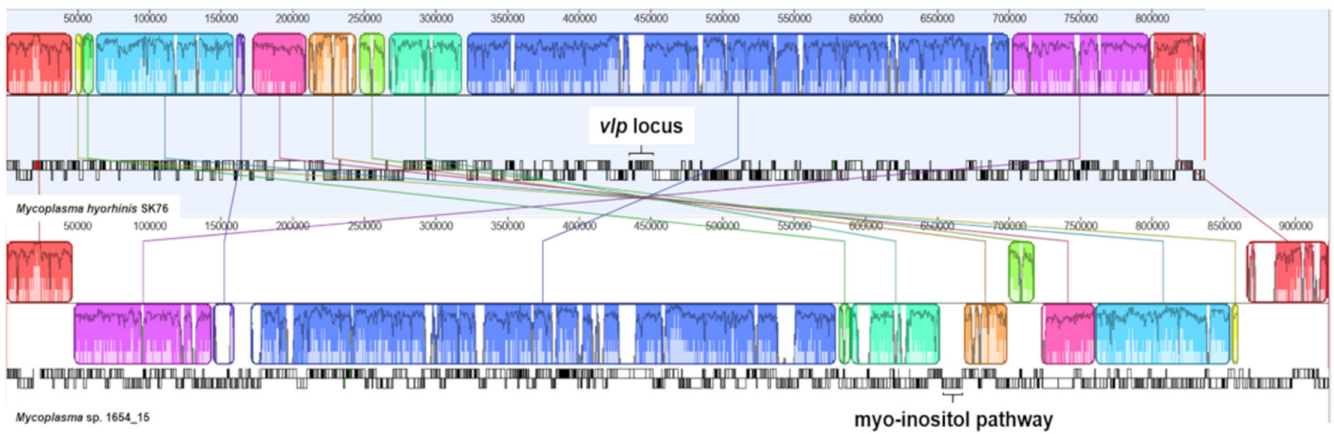 50000 100000 150000 200000 250000 300000 350000 400000 450000 500000 550000 600000 650000 700000 750000 800000
vlp locus
Mycoplasma hyorhinis SK76
50000 100000 150000 200000 250000 300000 350000 400000 450000 500000 550000 600000 650000 700000 750000 800000 850000 900000
myo-inositol pathway
Mycoplasma sp. 1654_15